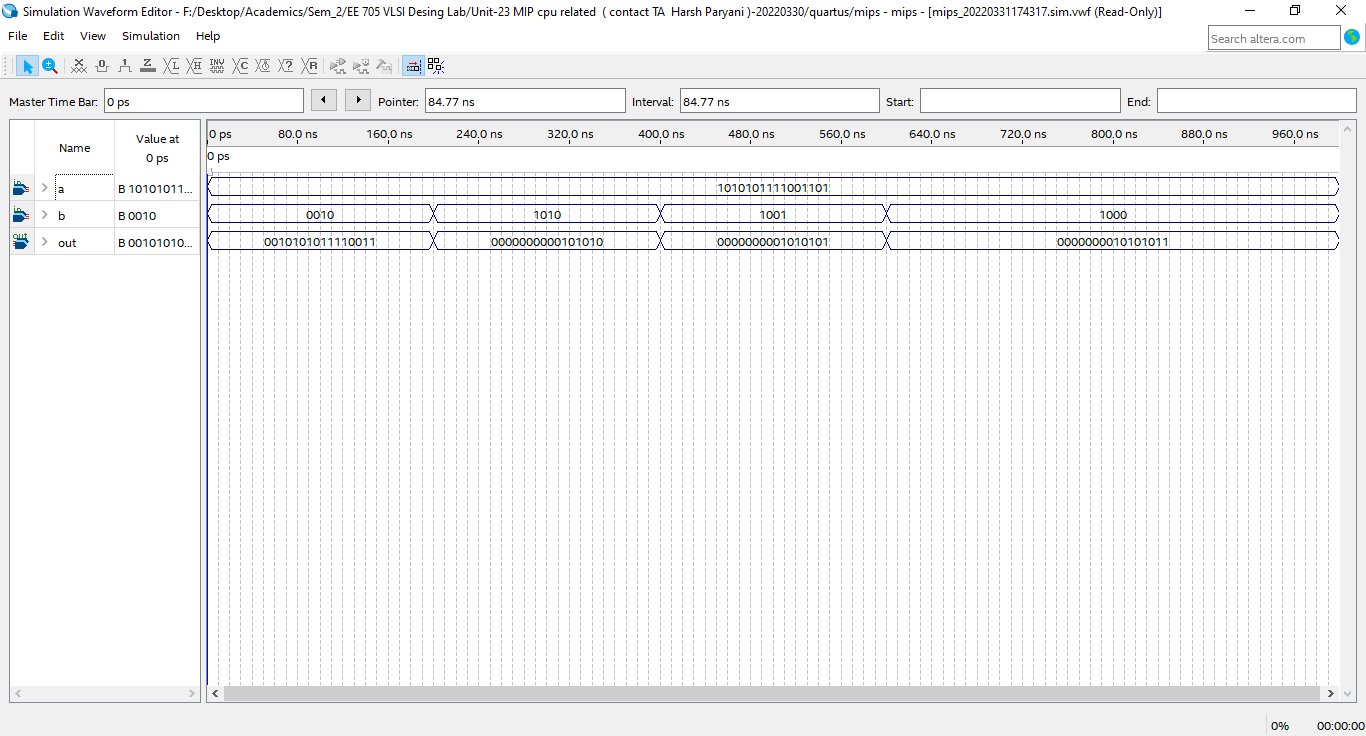 Simulation Waveform Editor - F:/Desktop/Academics/Sem_2/EE 705 VLSI Desing Lab/Unit-23 MIP cpu related ( contact TA Harsh Paryani )-20220330/quartus/mips - mips - [mips_20220331174317.sim.vwf (Read-Only)]
File Edit View Simulation Help
Search altera.com
Master Time Bar: 0 ps Pointer: 84.77 ns Interval: 84.77 ns Start: End:
Name Value at 0 ps
0 ps 80.0 ns 160.0 ns 240.0 ns 320.0 ns 400.0 ns 480.0 ns 560.0 ns 640.0 ns 720.0 ns 800.0 ns 880.0 ns 960.0 ns
0 ps
a B 10101011... 1010101111001101
b B 0010 0010 1010 1001 1000
out B 00101010... 0010101011110011 0000000000101010 0000000001010101 0000000010101011
0% 00:00:00